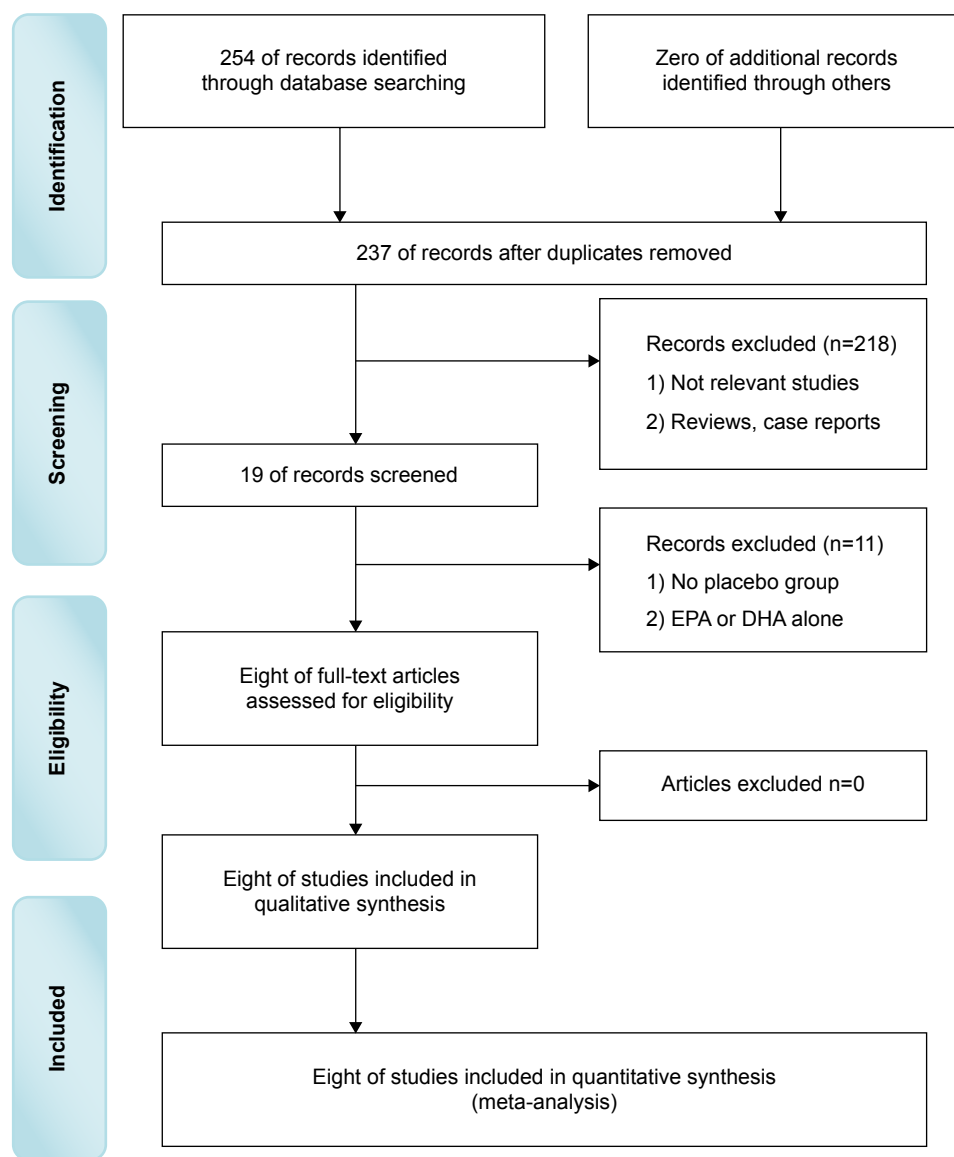 Identification
254 of records identified
through database searching
Zero of additional records
identified through others
237 of records after duplicates removed
Screening
Records excluded (n=218)
1) Not relevant studies
2) Reviews, case reports
19 of records screened
Records excluded (n=11)
1) No placebo group
2) EPA or DHA alone
Eligibility
Eight of full-text articles
assessed for eligibility
Articles excluded n=0
Eight of studies included in
qualitative synthesis
Included
Eight of studies included in quantitative synthesis
(meta-analysis)